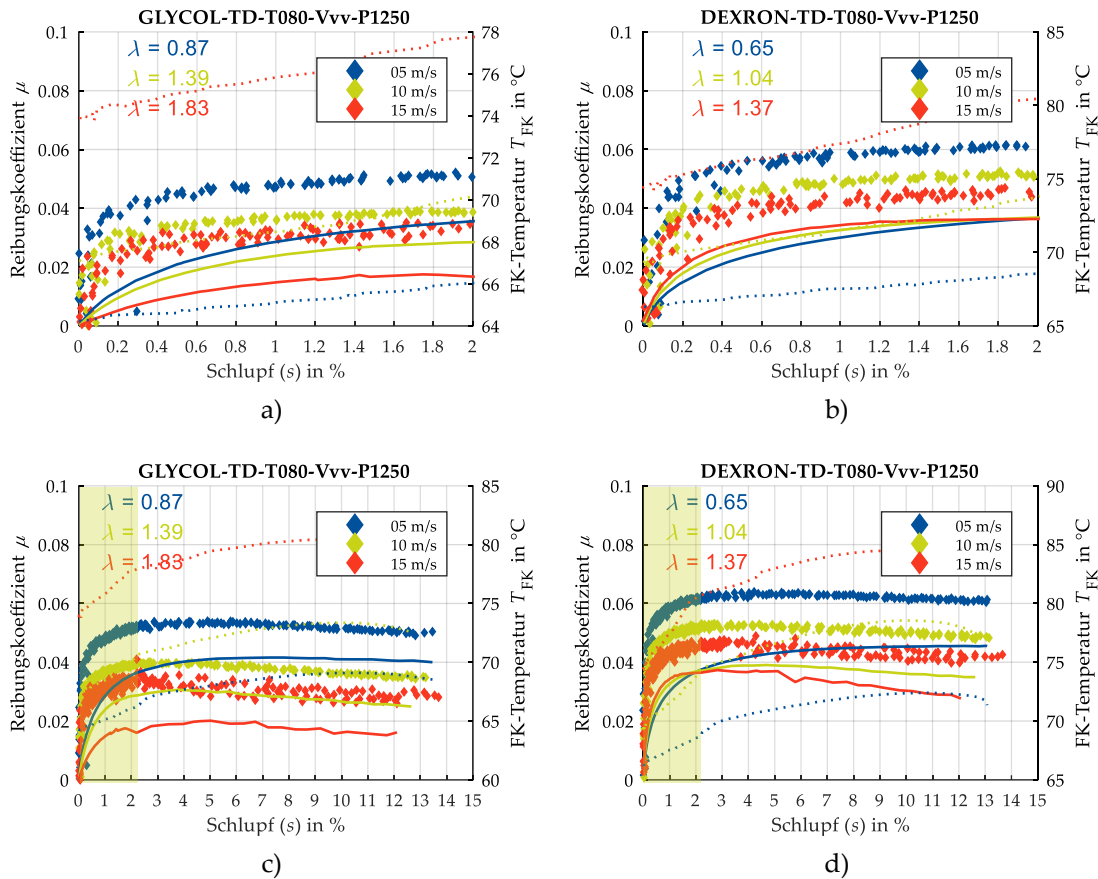 GLYCOL-TD-T080-Vvv-P1250
0.1
0.08
0.06
0.04
0.02
0
Reibungskoeffizient μ
λ = 0.87
λ = 1.39
λ = 1.83
05 m/s
10 m/s
15 m/s
78
76
74
72
70
68
66
64
FK-Temperatur T_FK in °C
0 0.2 0.4 0.6 0.8 1 1.2 1.4 1.6 1.8 2
Schlupf (s) in %
a)
DEXRON-TD-T080-Vvv-P1250
0.1
0.08
0.06
0.04
0.02
0
Reibungskoeffizient μ
λ = 0.65
λ = 1.04
λ = 1.37
05 m/s
10 m/s
15 m/s
85
80
75
70
65
FK-Temperatur T_FK in °C
0 0.2 0.4 0.6 0.8 1 1.2 1.4 1.6 1.8 2
Schlupf (s) in %
b)
GLYCOL-TD-T080-Vvv-P1250
0.1
0.08
0.06
0.04
0.02
0
Reibungskoeffizient μ
λ = 0.87
λ = 1.39
λ = 1.83
05 m/s
10 m/s
15 m/s
85
80
75
70
65
60
FK-Temperatur T_FK in °C
0 1 2 3 4 5 6 7 8 9 10 11 12 13 14 15
Schlupf (s) in %
c)
DEXRON-TD-T080-Vvv-P1250
0.1
0.08
0.06
0.04
0.02
0
Reibungskoeffizient μ
λ = 0.65
λ = 1.04
λ = 1.37
05 m/s
10 m/s
15 m/s
90
85
80
75
70
65
FK-Temperatur T_FK in °C
0 1 2 3 4 5 6 7 8 9 10 11 12 13 14 15
Schlupf (s) in %
d)